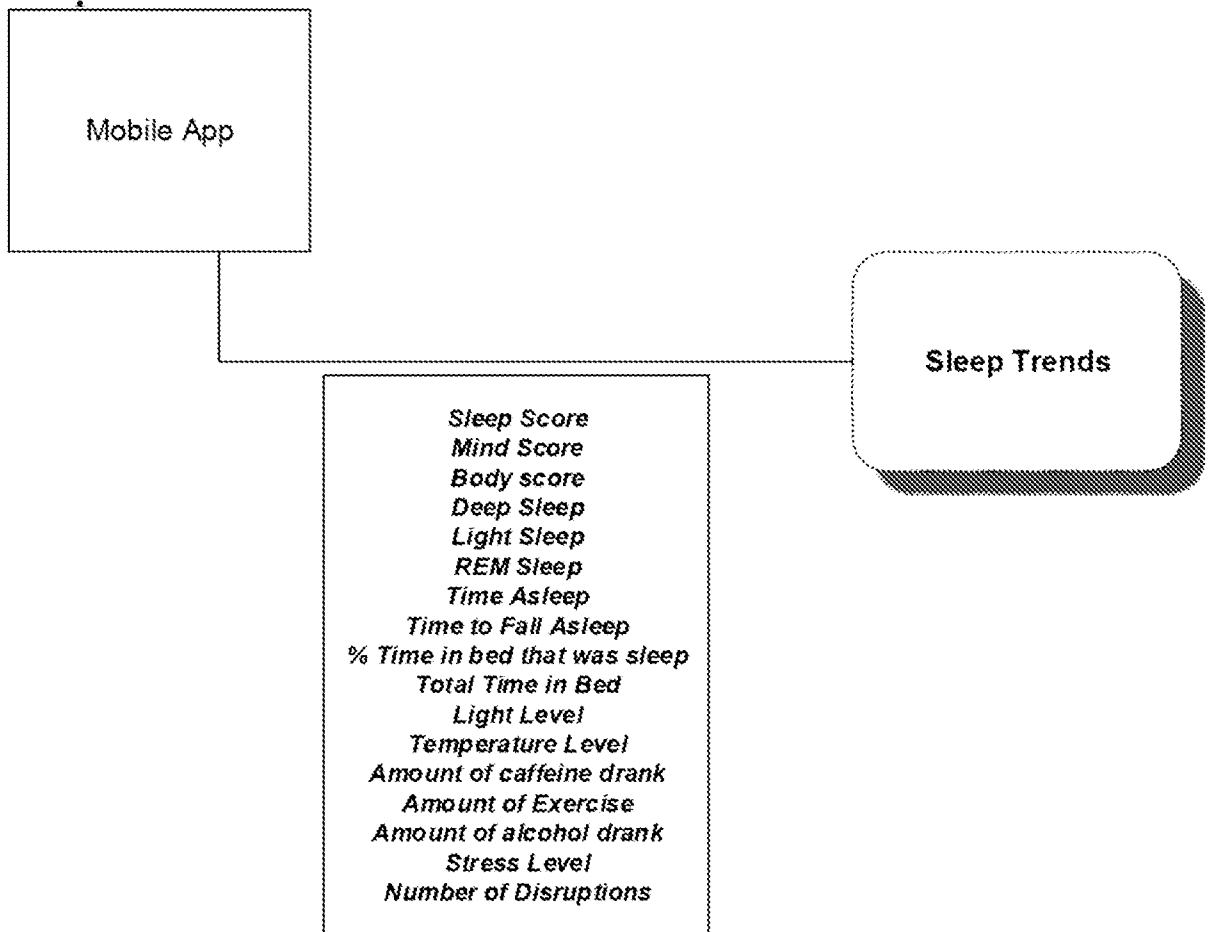 Mobile App
Sleep Trends
Sleep Score
Mind Score
Body score
Deep Sleep
Light Sleep
REM Sleep
Time Asleep
Time to Fall Asleep
% Time in bed that was sleep
Total Time in Bed
Light Level
Temperature Level
Amount of caffeine drank
Amount of Exercise
Amount of alcohol drank
Stress Level
Number of Disruptions